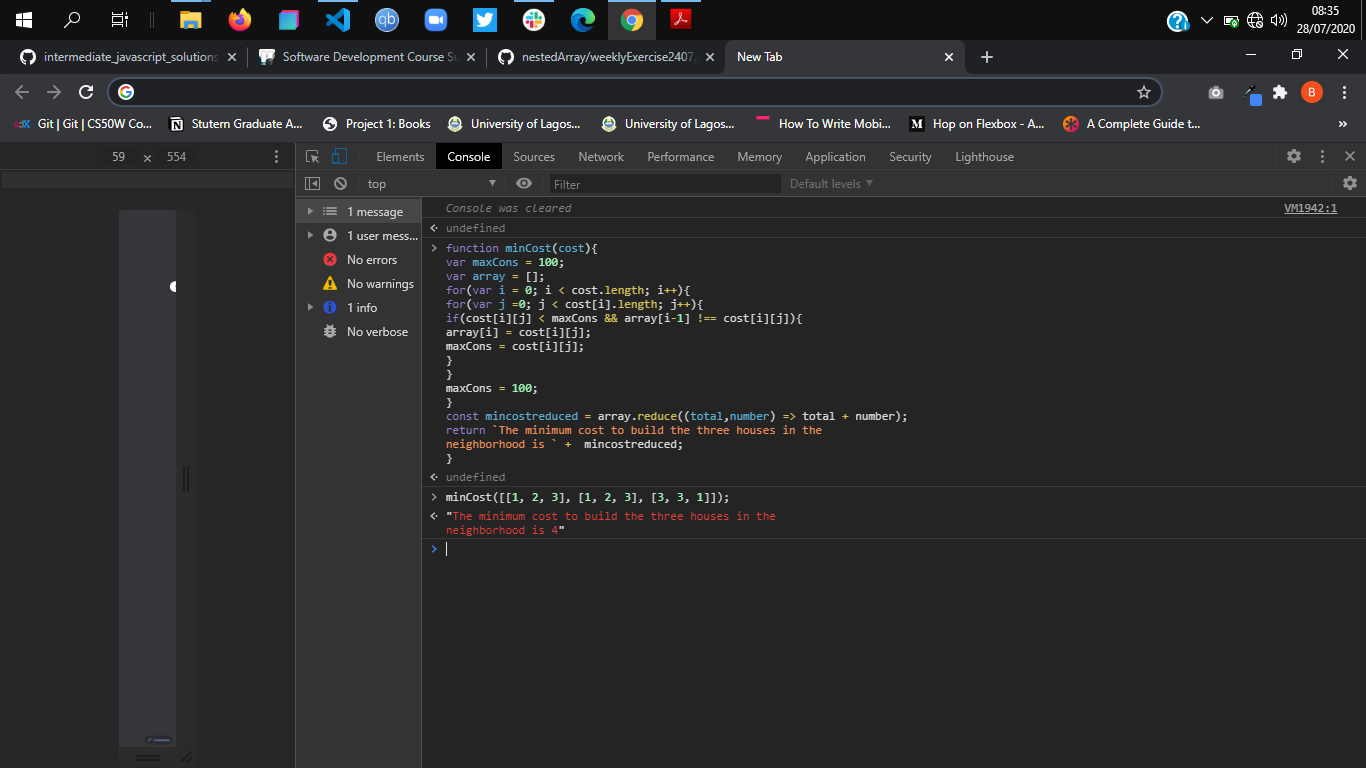 08:35
28/07/2020
intermediate_javascript_solutions
Software Development Course Su
nestedArray/weeklyExercise2407.
New Tab
Git | Git | CS50W Co...
Stutern Graduate A...
Project 1: Books
University of Lagos...
University of Lagos...
How To Write Mobi...
Hop on Flexbox - A...
A Complete Guide t...
»
59 x 554
Elements Console Sources Network Performance Memory Application Security Lighthouse
top Filter Default levels
1 message
1 user mess...
No errors
No warnings
1 info
No verbose
Console was cleared VM1942:1
undefined
function minCost(cost){
var maxCons = 100;
var array = [];
for(var i = 0; i < cost.length; i++){
for(var j =0; j < cost[i].length; j++){
if(cost[i][j] < maxCons && array[i-1] !== cost[i][j]){
array[i] = cost[i][j];
maxCons = cost[i][j];
}
}
maxCons = 100;
}
const mincostreduced = array.reduce((total,number) => total + number);
return `The minimum cost to build the three houses in the
neighborhood is ` +  mincostreduced;
}
undefined
minCost([[1, 2, 3], [1, 2, 3], [3, 3, 1]]);
"The minimum cost to build the three houses in the
neighborhood is 4"